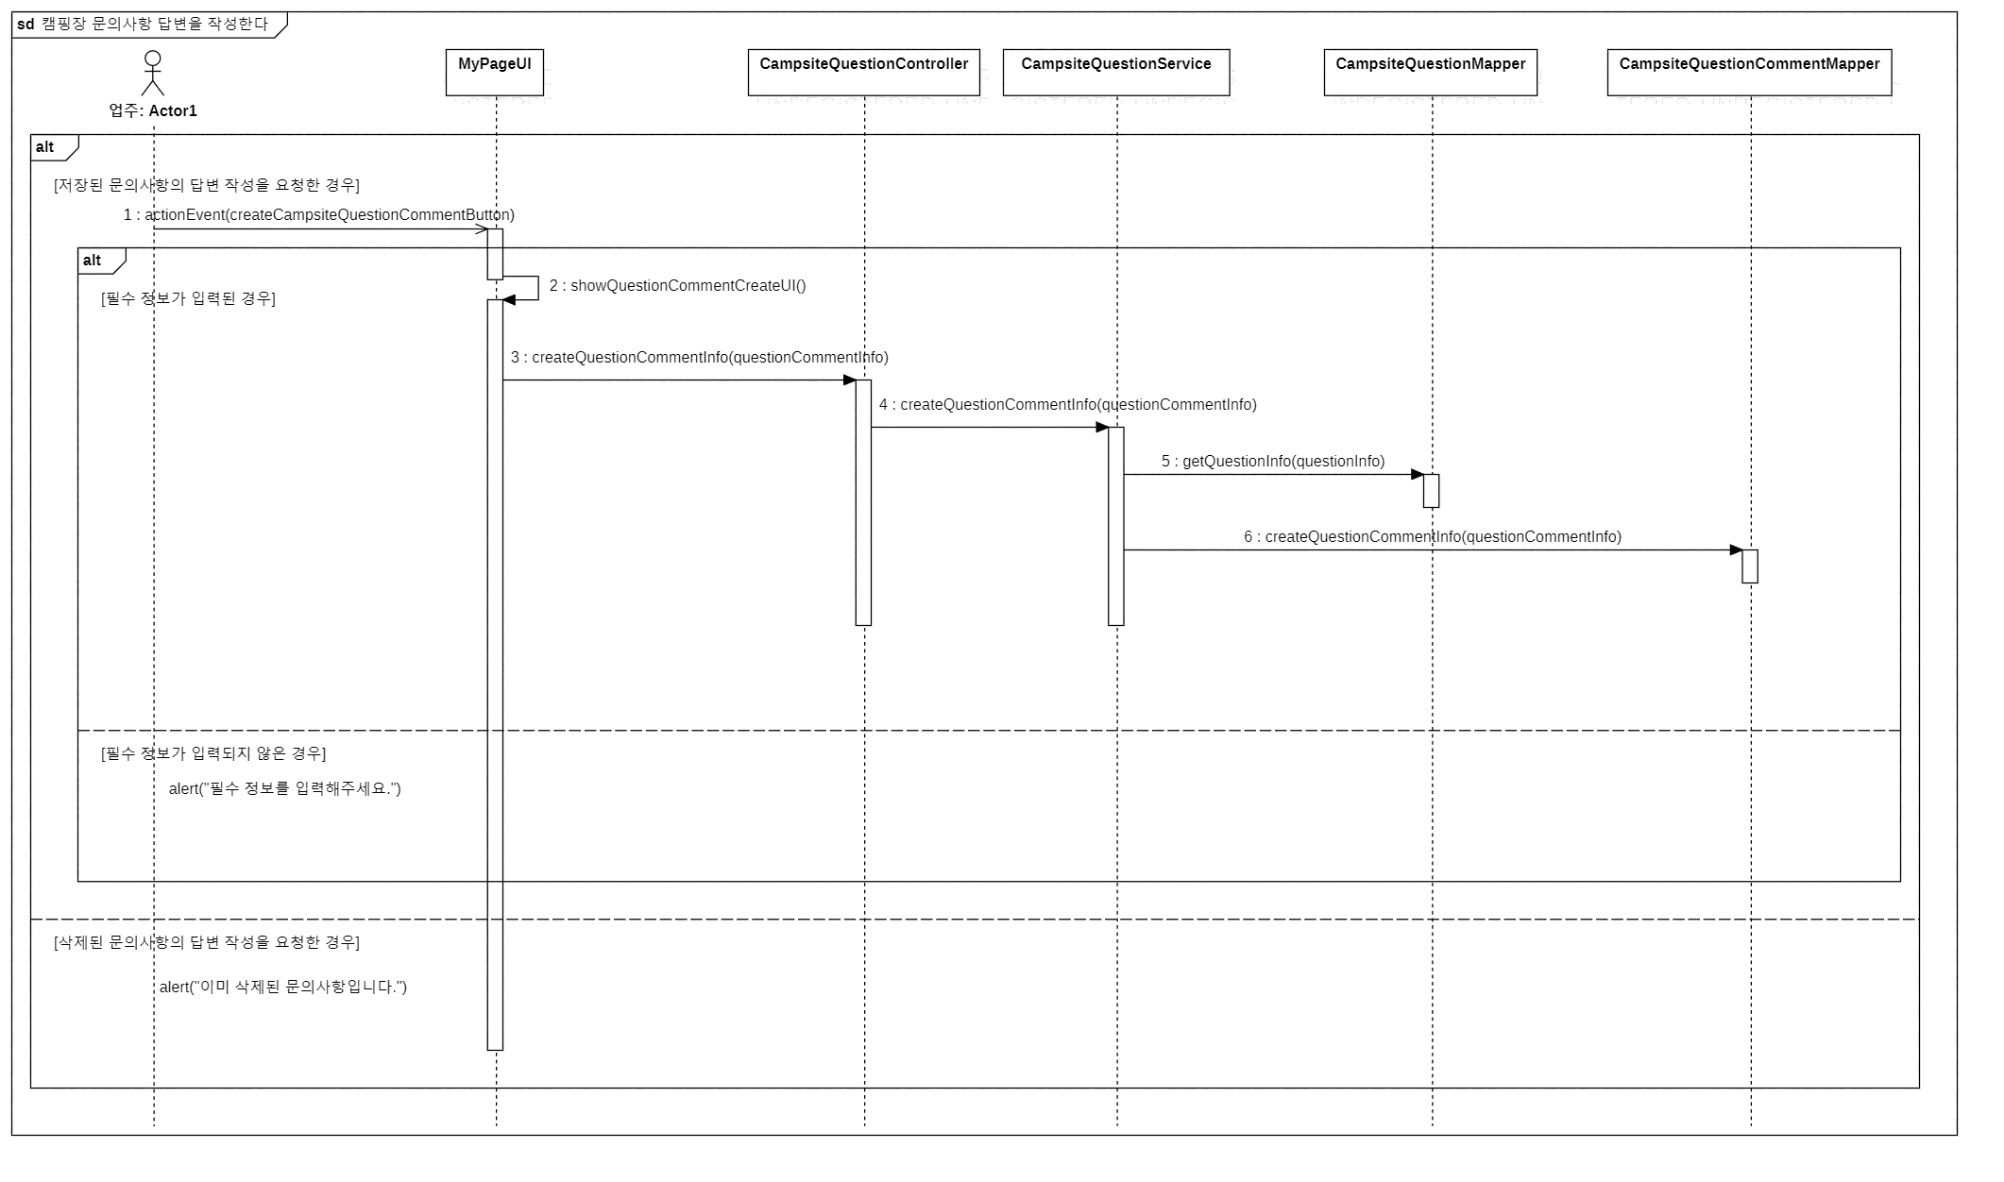 sd 캠핑장 문의사항 답변을 작성한다
업주: Actor1
MyPageUI
CampsiteQuestionController
CampsiteQuestionService
CampsiteQuestionMapper
CampsiteQuestionCommentMapper
alt
[저장된 문의사항의 답변 작성을 요청한 경우]
1 : actionEvent(createCampsiteQuestionCommentButton)
alt
[필수 정보가 입력된 경우]
2 : showQuestionCommentCreateUI()
3 : createQuestionCommentInfo(questionCommentInfo)
4 : createQuestionCommentInfo(questionCommentInfo)
5 : getQuestionInfo(questionInfo)
6 : createQuestionCommentInfo(questionCommentInfo)
[필수 정보가 입력되지 않은 경우]
alert("필수 정보를 입력해주세요.")
[삭제된 문의사항의 답변 작성을 요청한 경우]
alert("이미 삭제된 문의사항입니다.")